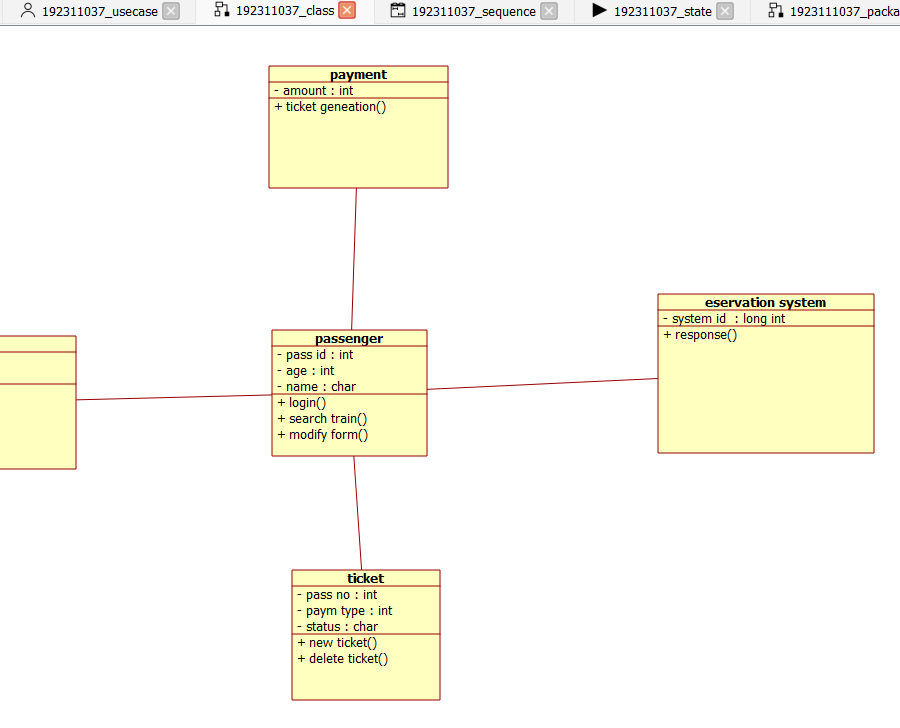 192311037_usecase
192311037_class
192311037_sequence
192311037_state
1923111037_packa
payment
- amount : int
+ ticket geneation()
eservation system
- system id  : long int
+ response()
passenger
- pass id : int
- age : int
- name : char
+ login()
+ search train()
+ modify form()
ticket
- pass no : int
- paym type : int
- status : char
+ new ticket()
+ delete ticket()